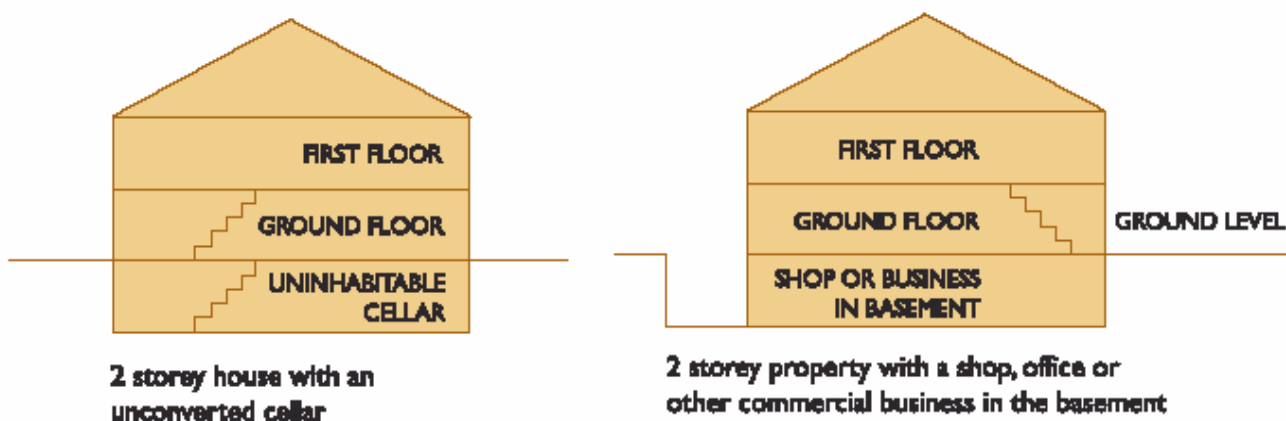 FIRST FLOOR
GROUND FLOOR
UNINHABITABLE
CELLAR
2 storey house with an
unconverted cellar
FIRST FLOOR
GROUND FLOOR
GROUND LEVEL
SHOP OR BUSINESS
IN BASEMENT
2 storey property with a shop, office or
other commercial business in the basement